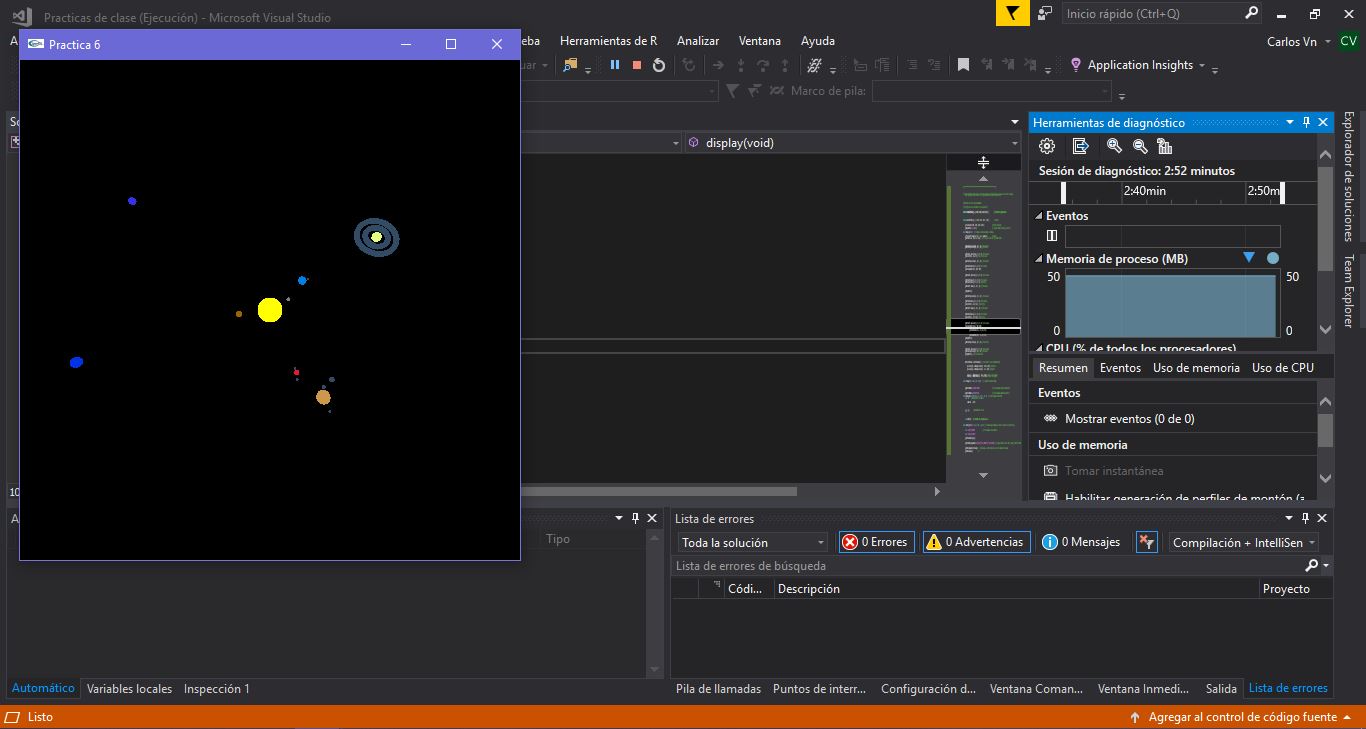 Practicas de clase (Ejecución) - Microsoft Visual Studio
Inicio rápido (Ctrl+Q)
Practica 6
Herramientas de R
Analizar
Ventana
Ayuda
Carlos Vn
CV
Application Insights
Marco de pila:
display(void)
Herramientas de diagnóstico
Sesión de diagnóstico: 2:52 minutos
2:40min
2:50m
Eventos
Memoria de proceso (MB)
50
50
0
0
CPU (% de todos los procesadores)
Resumen
Eventos
Uso de memoria
Uso de CPU
Eventos
Mostrar eventos (0 de 0)
Uso de memoria
Tomar instantánea
Habilitar generación de perfiles de montón (a
Explorador de soluciones
Team Explorer
10
Tipo
Lista de errores
Toda la solución
0 Errores
0 Advertencias
0 Mensajes
Compilación + IntelliSen
Lista de errores de búsqueda
Códi...
Descripción
Proyecto
Automático
Variables locales
Inspección 1
Pila de llamadas
Puntos de interr...
Configuración d...
Ventana Coman...
Ventana Inmedi...
Salida
Lista de errores
Listo
Agregar al control de código fuente